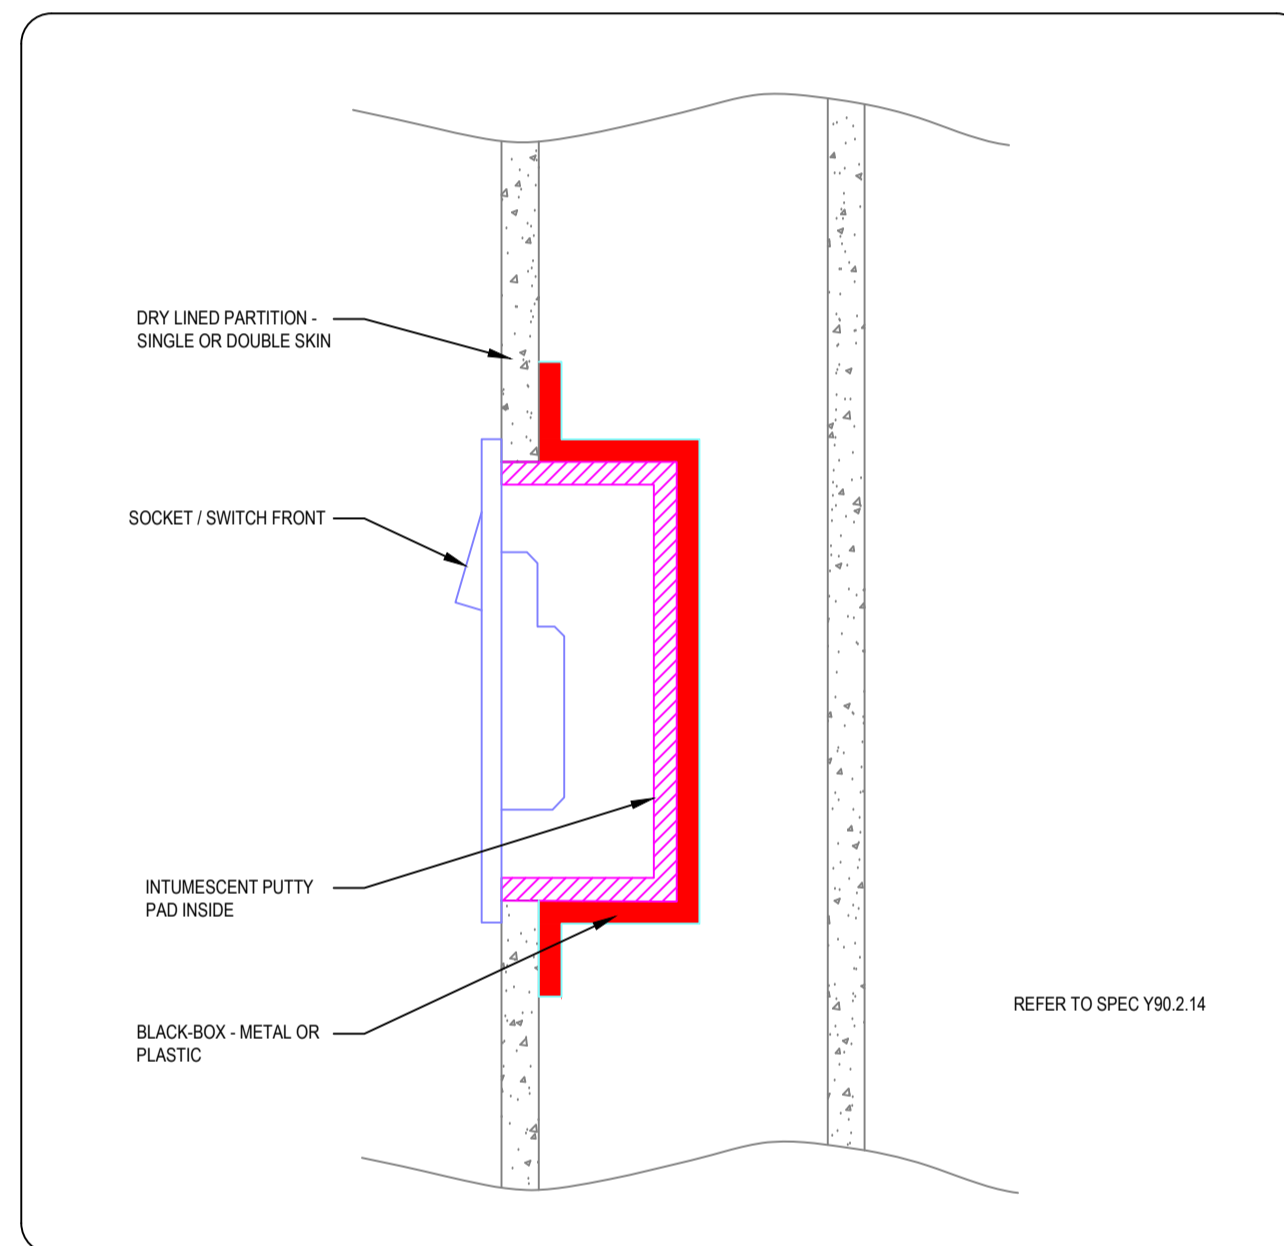 DRY LINED PARTITION -
SINGLE OR DOUBLE SKIN
SOCKET / SWITCH FRONT
INTUMESCENT PUTTY
PAD INSIDE
REFER TO SPEC Y90.2.14
BLACK-BOX - METAL OR
PLASTIC